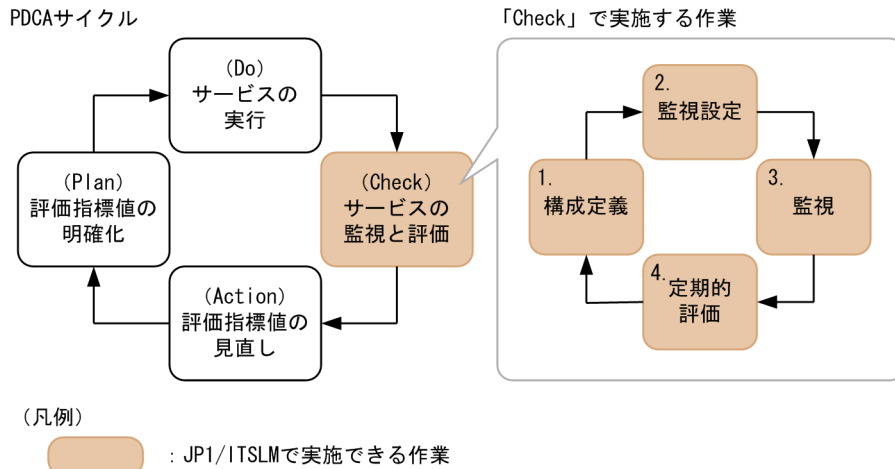 PDCAサイクル
(Do)
サービスの
実行
(Plan)
評価指標値の
明確化
(Check)
サービスの
監視と評価
(Action)
評価指標値の
見直し
「Check」で実施する作業
2.
監視設定
1.
構成定義
3.
監視
4.定期的
評価
(凡例)
：JP1/ITSLMで実施できる作業